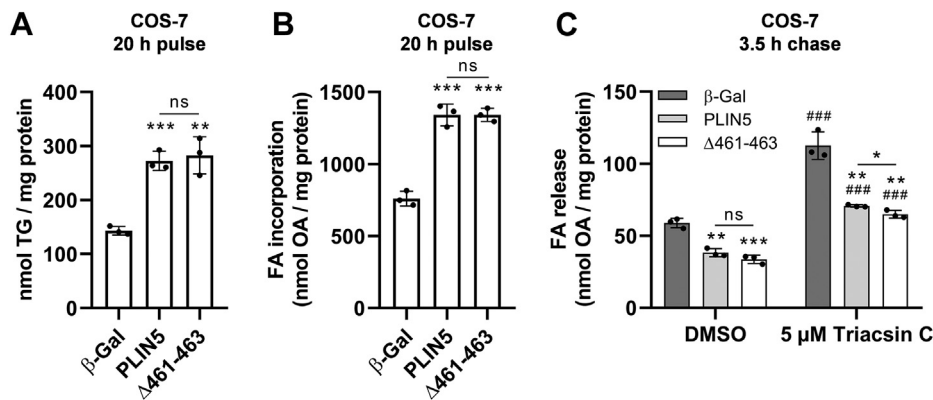 A
COS-7
20 h pulse
nmol TG / mg protein
400
300
200
100
0
ns
***
**
β-Gal
PLIN5
Δ461-463
B
COS-7
20 h pulse
FA incorporation
(nmol OA / mg protein)
1500
1000
500
0
ns
***
***
β-Gal
PLIN5
Δ461-463
C
COS-7
3.5 h chase
FA release
(nmol OA / mg protein)
150
100
50
0
β-Gal
PLIN5
Δ461-463
ns
**
***
###
*
**
###
**
###
DMSO
5 µM Triacsin C